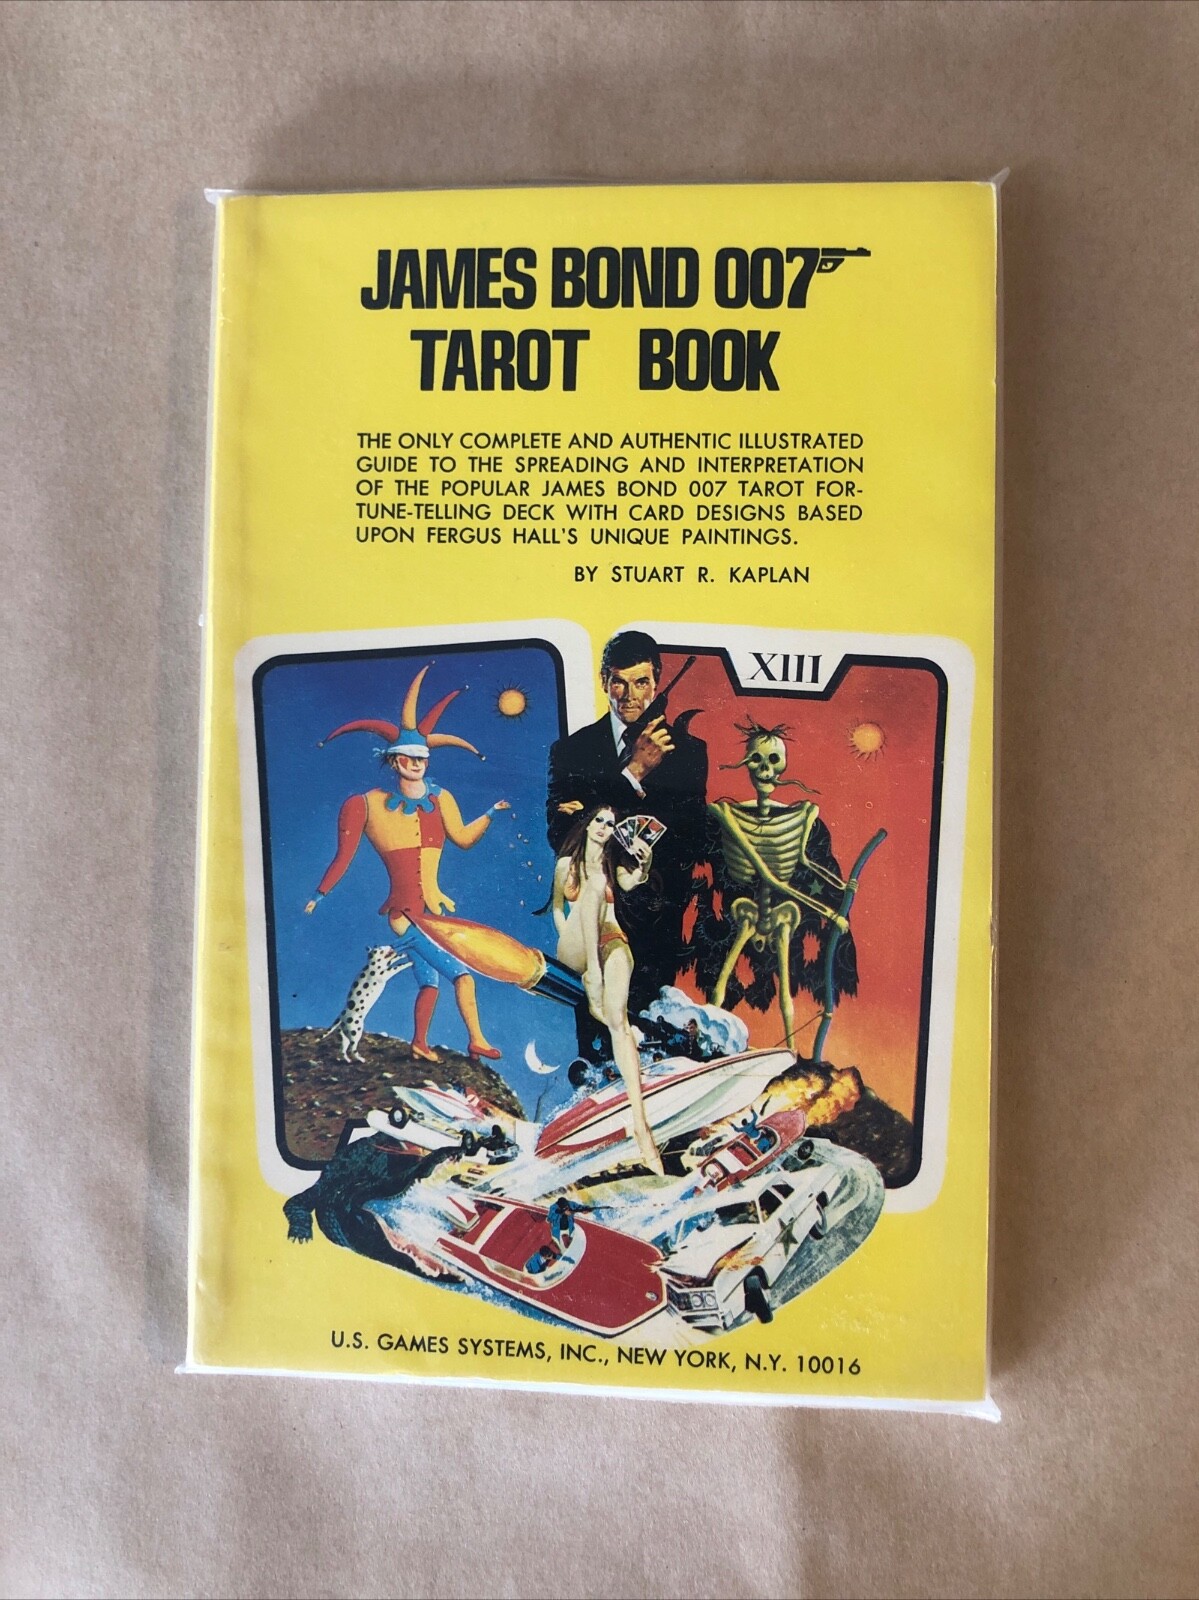 JAMES BOND 007
TAROT BOOK
THE ONLY COMPLETE AND AUTHENTIC ILLUSTRATED
GUIDE TO THE SPREADING AND INTERPRETATION
OF THE POPULAR JAMES BOND 007 TAROT FOR-
TUNE-TELLING DECK WITH CARD DESIGNS BASED
UPON FERGUS HALL'S UNIQUE PAINTINGS.
BY STUART R. KAPLAN
XIII
U.S. GAMES SYSTEMS, INC., NEW YORK, N.Y. 10016